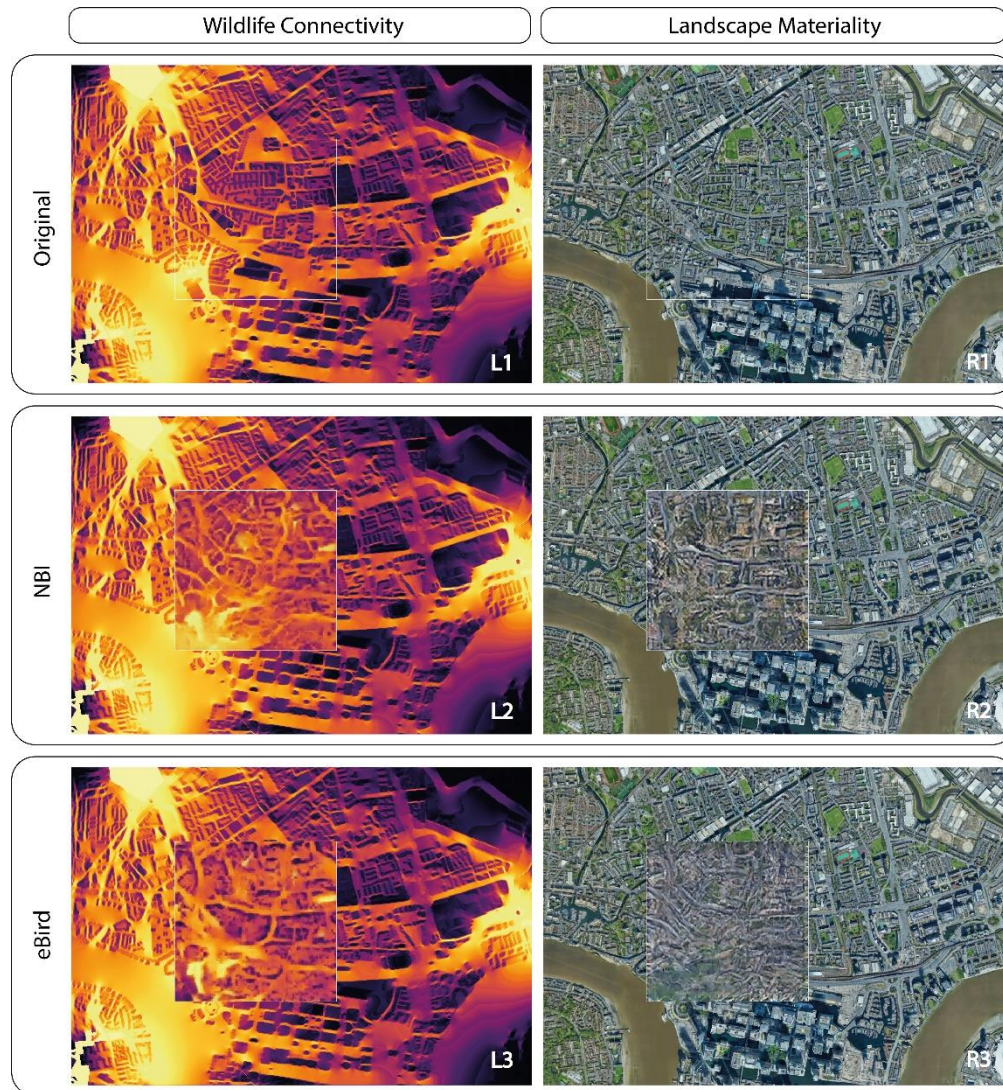 Wildlife Connectivity
Landscape Materiality
Original
L1
R1
NBI
L2
R2
eBird
L3
R3